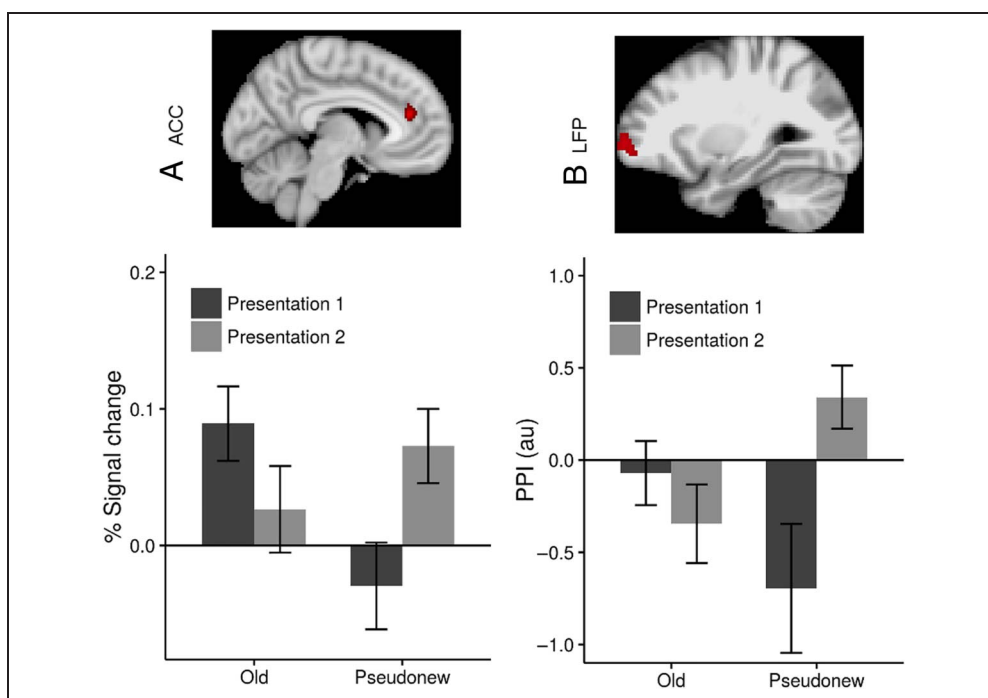 A ACC
B LFP
0.2
0.1
0.0
% Signal change
Presentation 1
Presentation 2
Old Pseudonew
1.0
0.5
0.0
−0.5
−1.0
PPI (au)
Presentation 1
Presentation 2
Old Pseudonew